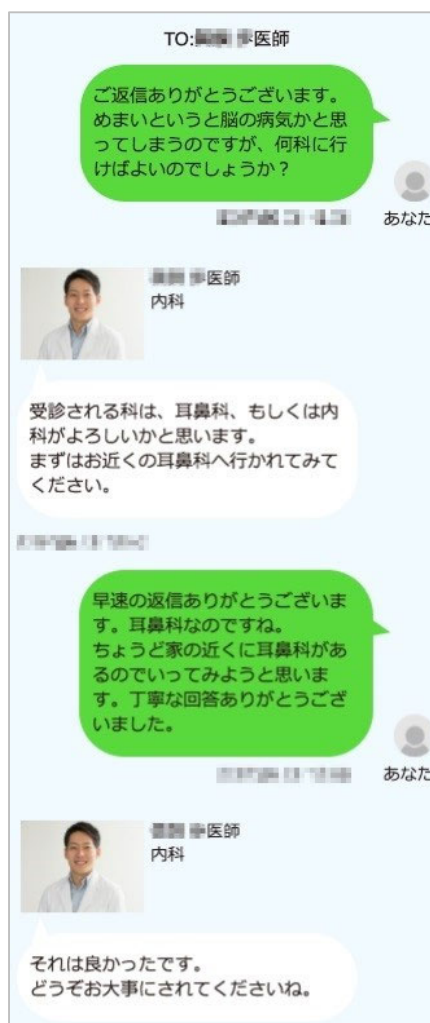 TO: 医師
ご返信ありがとうございます。
めまいというと脳の病気かと思
ってしまうのですが、何科に行
けばよいのでしょうか？
あなた
医師
内科
受診される科は、耳鼻科、もしくは内
科がよろしいかと思います。
まずはお近くの耳鼻科へ行かれてみて
ください。
早速の返信ありがとうございま
す。耳鼻科なのですね。
ちょうど家の近くに耳鼻科があ
るのでいってみようと思いま
す。丁寧な回答ありがとうござ
いました。
あなた
医師
内科
それは良かったです。
どうぞお大事にされてくださいね。